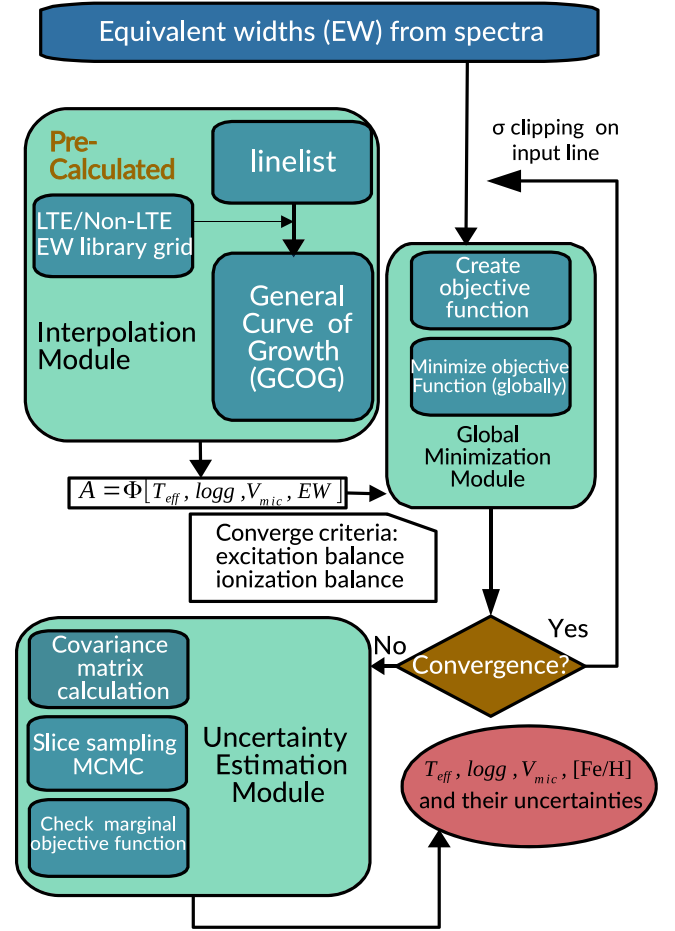 Equivalent widths (EW) from spectra
σ clipping on
input line
Pre-
Calculated
linelist
LTE/Non-LTE
EW library grid
General
Curve of
Growth
(GCOG)
Interpolation
Module
Create
objective
function
Minimize objective
Function (globally)
Global
Minimization
Module
A = Φ[T_eff , logg , V_mic , EW ]
Converge criteria:
excitation balance
ionization balance
No
Yes
Convergence?
Covariance
matrix
calculation
Slice sampling
MCMC
Check marginal
objective function
Uncertainty
Estimation
Module
T_eff , logg , V_mic , [Fe/H]
and their uncertainties